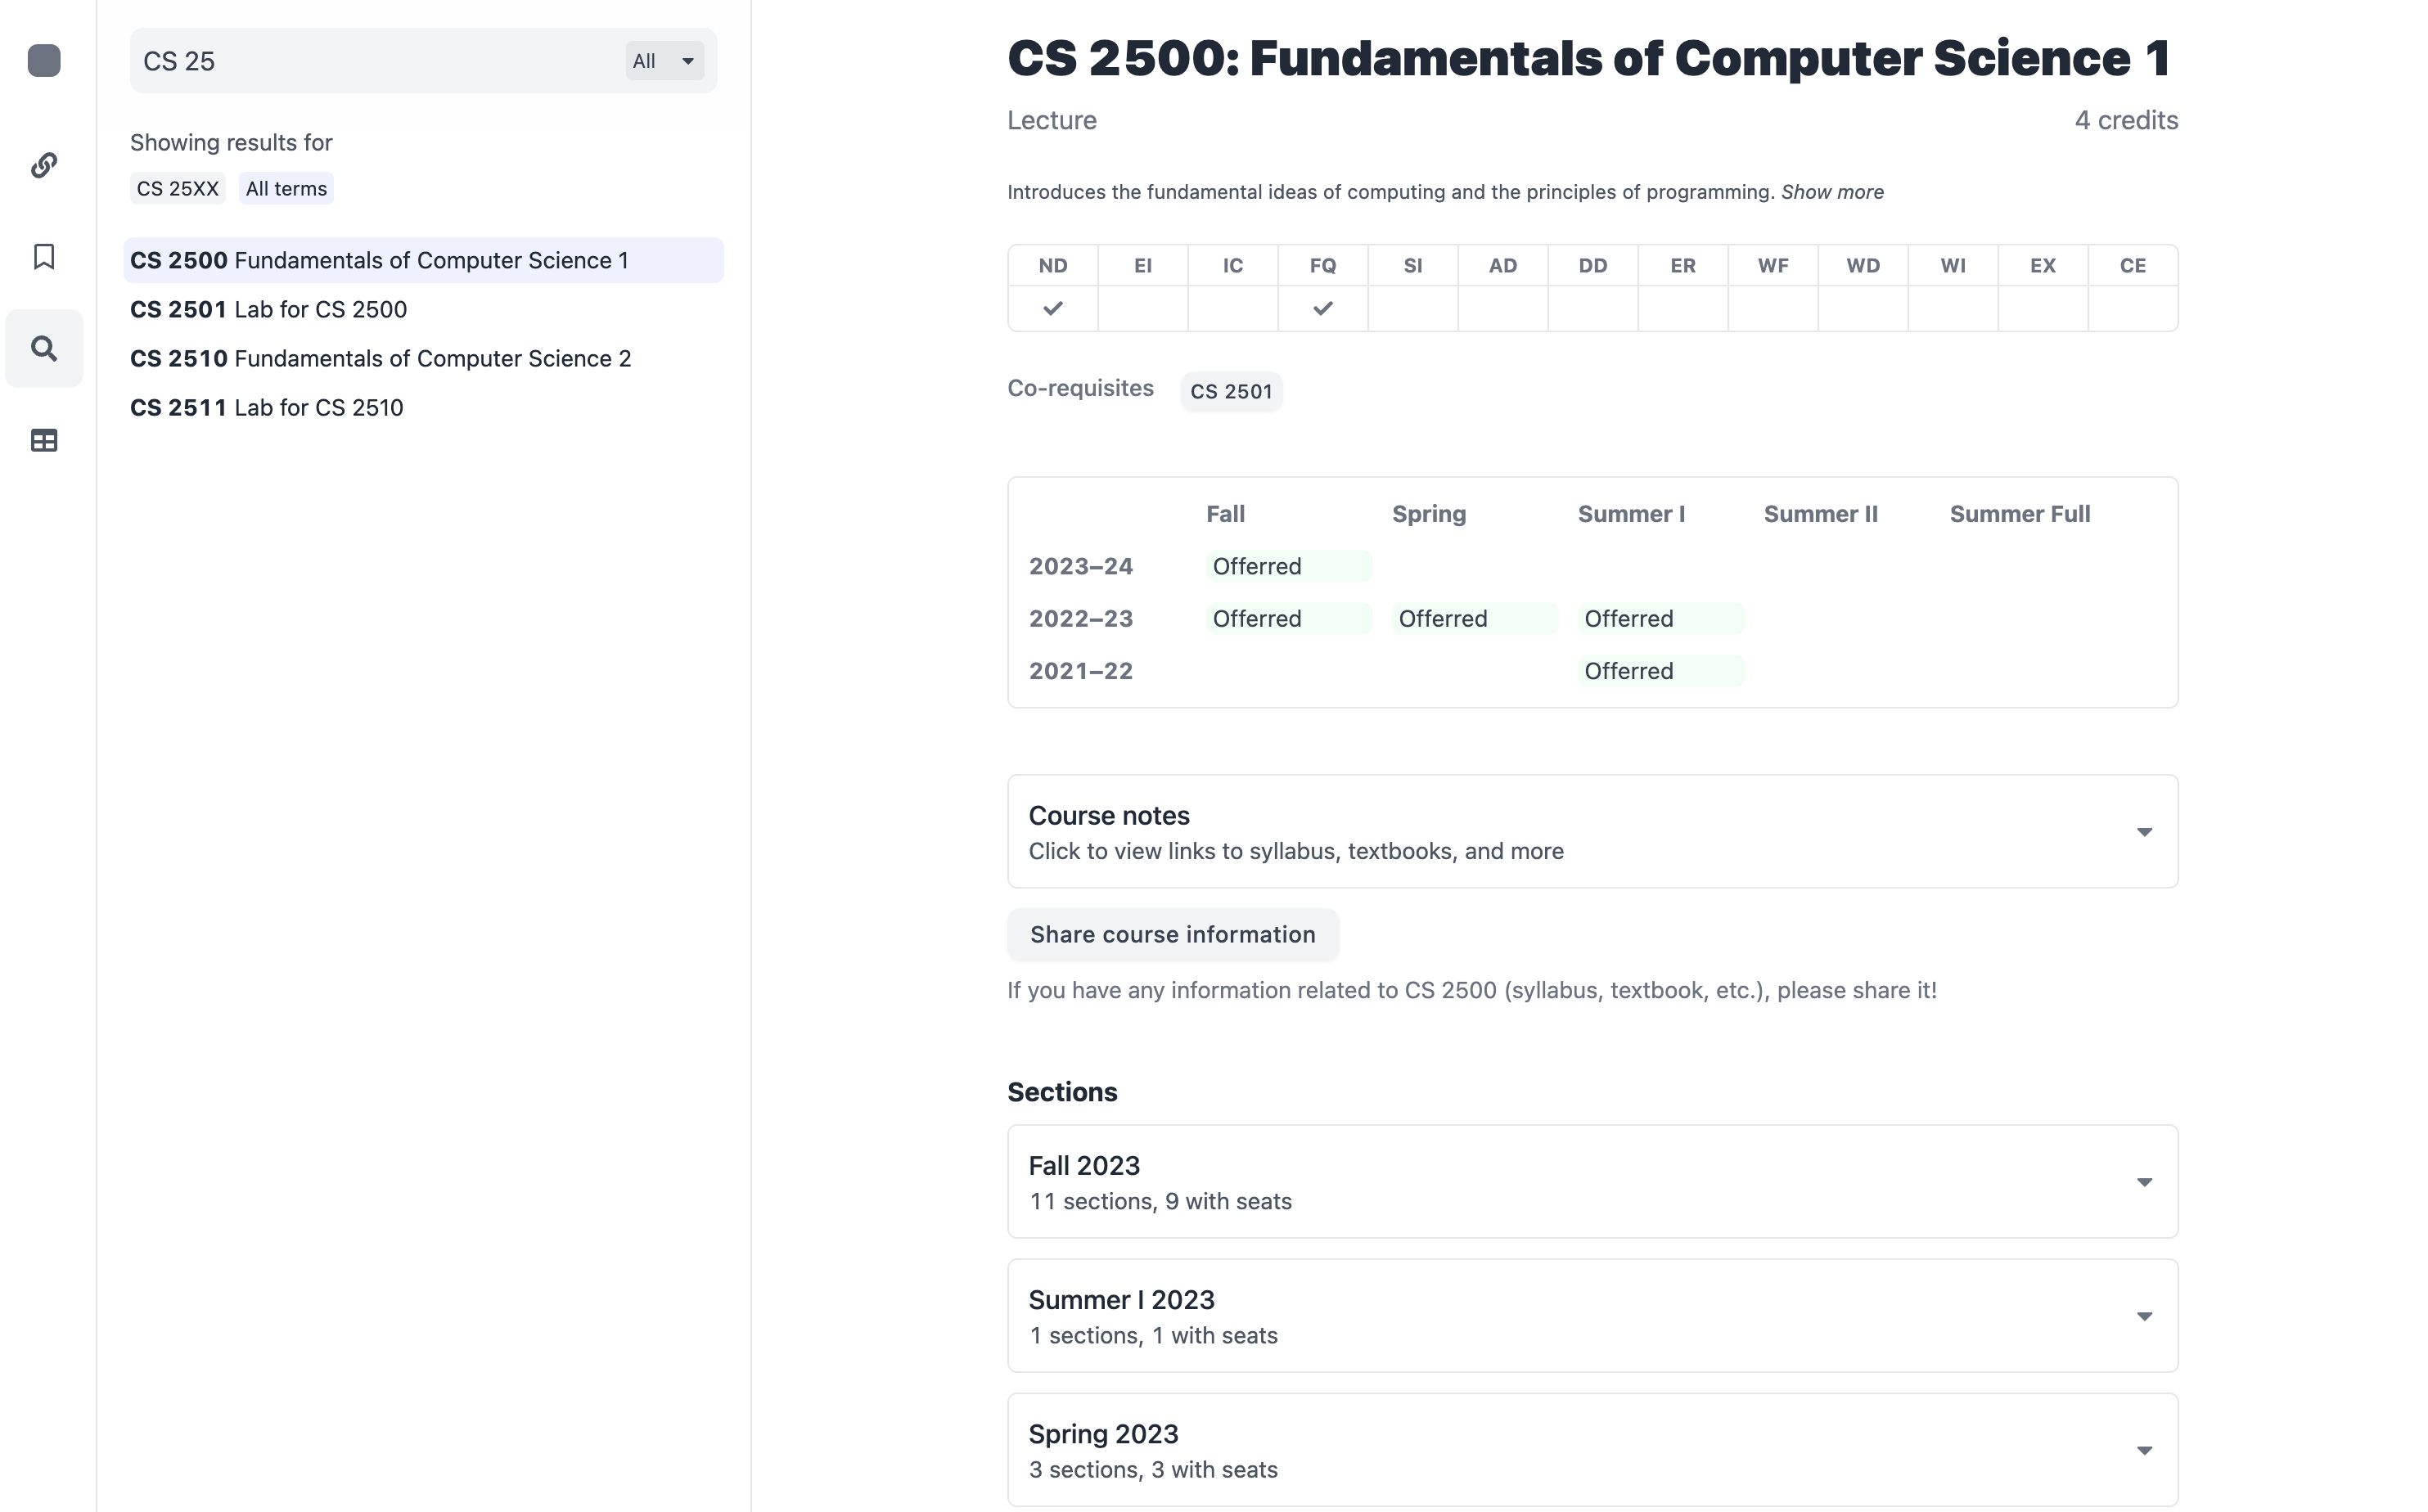 CS 25
All
Showing results for
CS 25XX All terms
CS 2500 Fundamentals of Computer Science 1
CS 2501 Lab for CS 2500
CS 2510 Fundamentals of Computer Science 2
CS 2511 Lab for CS 2510
CS 2500: Fundamentals of Computer Science 1
Lecture 4 credits
Introduces the fundamental ideas of computing and the principles of programming. Show more
ND EI IC FQ SI AD DD ER WF WD WI EX CE
Co-requisites CS 2501
Fall Spring Summer I Summer II Summer Full
2023–24 Offerred
2022–23 Offerred Offerred Offerred
2021–22 Offerred
Course notes
Click to view links to syllabus, textbooks, and more
Share course information
If you have any information related to CS 2500 (syllabus, textbook, etc.), please share it!
Sections
Fall 2023
11 sections, 9 with seats
Summer I 2023
1 sections, 1 with seats
Spring 2023
3 sections, 3 with seats